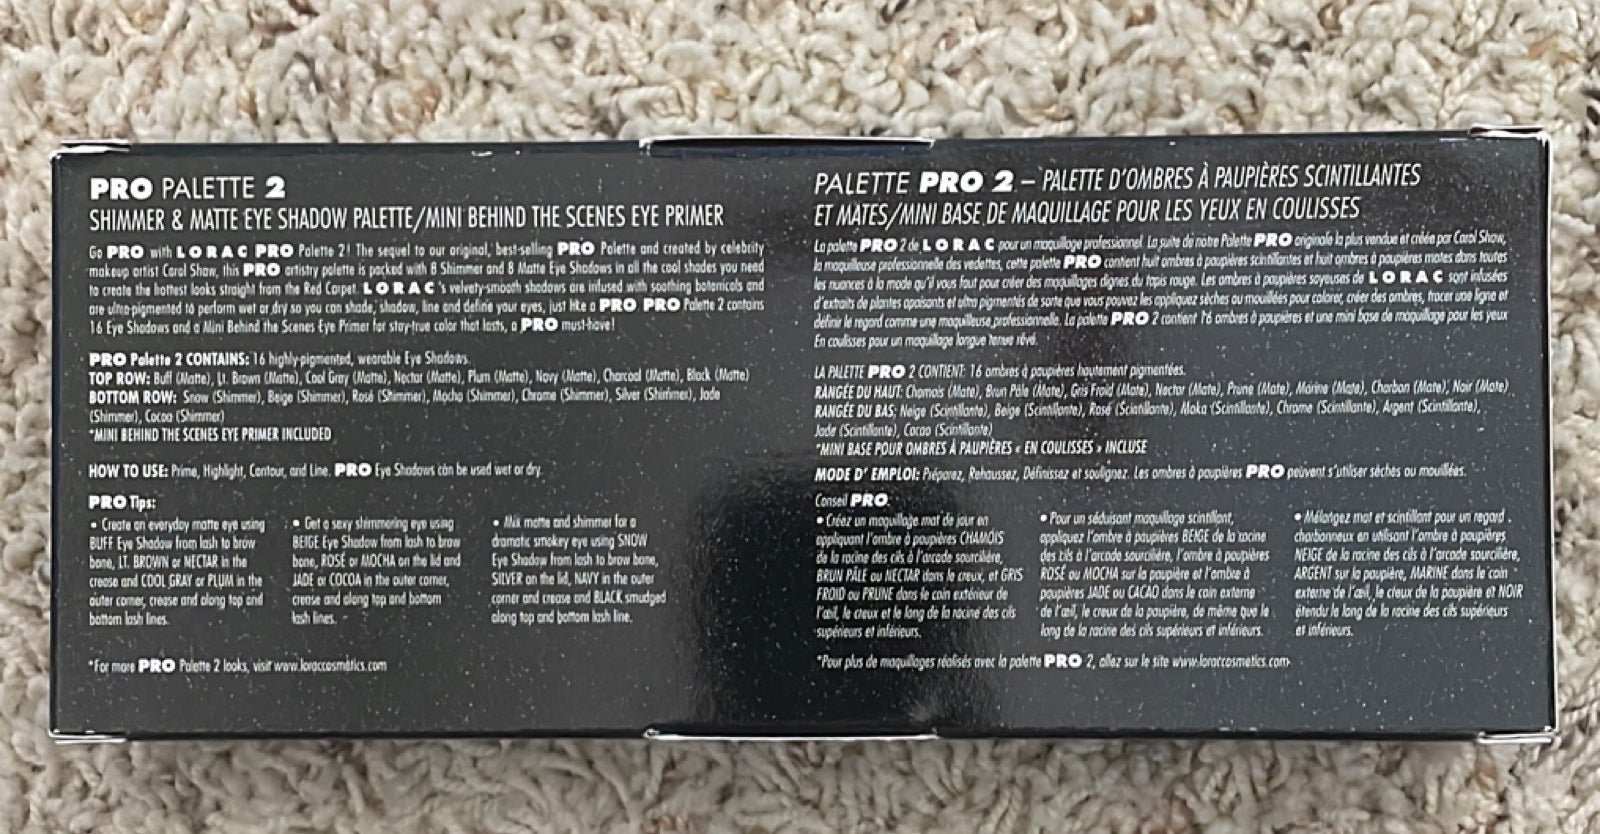 PRO PALETTE 2
SHIMMER & MATTE EYE SHADOW PALETTE/MINI BEHIND THE SCENES EYE PRIMER
Go PRO with LORAC PRO Palette 2! The sequel to our original, best-selling PRO Palette and created by celebrity
makeup artist Carol Shaw, this PRO artistry palette is packed with 8 Shimmer and 8 Matte Eye Shadows in all the cool shades you need
to create the hottest looks straight from the Red Carpet. LORAC's velvety-smooth shadows are infused with soothing botanicals and
are ultra-pigmented to perform wet or dry so you can shade, shadow, line and define your eyes, just like a PRO PRO Palette 2 contains
16 Eye Shadows and a Mini Behind the Scenes Eye Primer for stay-true color that lasts, a PRO must-have!
PRO Palette 2 CONTAINS: 16 highly-pigmented, wearable Eye Shadows.
TOP ROW: Buff (Matte), Lt. Brown (Matte), Cool Gray (Matte), Nectar (Matte), Plum (Matte), Navy (Matte), Charcoal (Matte), Black (Matte)
BOTTOM ROW: Snow (Shimmer), Beige (Shimmer), Rosé (Shimmer), Mocha (Shimmer), Chrome (Shimmer), Silver (Shimmer), Jade
(Shimmer), Cocoa (Shimmer)
*MINI BEHIND THE SCENES EYE PRIMER INCLUDED
HOW TO USE: Prime, Highlight, Contour, and Line. PRO Eye Shadows can be used wet or dry.
PRO Tips:
• Create an everyday matte eye using
BUFF Eye Shadow from lash to brow
bone, LT. BROWN or NECTAR in the
crease and COOL GRAY or PLUM in the
outer corner, crease and along top and
bottom lash lines.
• Get a sexy shimmering eye using
BEIGE Eye Shadow from lash to brow
bone, ROSÉ or MOCHA on the lid and
JADE or COCOA in the outer corner,
crease and along top and bottom
lash lines.
• Mix matte and shimmer for a
dramatic smokey eye using SNOW
Eye Shadow from lash to brow bone,
SILVER on the lid, NAVY in the outer
corner and crease and BLACK smudged
along top and bottom lash line.
*For more PRO Palette 2 looks, visit www.loraccosmetics.com
PALETTE PRO 2 – PALETTE D'OMBRES À PAUPIÈRES SCINTILLANTES
ET MATES/MINI BASE DE MAQUILLAGE POUR LES YEUX EN COULISSES
La palette PRO 2 de LORAC pour un maquillage professionnel. La suite de notre Palette PRO originale la plus vendue et créée par Carol Shaw,
la maquilleuse professionnelle des vedettes, cette palette PRO contient huit ombres à paupières scintillantes et huit ombres à paupières mates dans toutes
les nuances à la mode qu'il vous faut pour créer des maquillages dignes du tapis rouge. Les ombres à paupières soyeuses de LORAC sont infusées
d'extraits de plantes apaisants et ultra pigmentés de sorte que vous pouvez les appliquez sèches ou mouillées pour colorer, créer des ombres, tracer une ligne et
définir le regard comme une maquilleuse professionnelle. La palette PRO 2 contient 16 ombres à paupières et une mini base de maquillage pour les yeux
En coulisses pour un maquillage longue tenue rêvé.
LA PALETTE PRO 2 CONTIENT: 16 ombres à paupières hautement pigmentées.
RANGÉE DU HAUT: Chamois (Mate), Brun Pâle (Mate), Gris Froid (Mate), Nectar (Mate), Prune (Mate), Marine (Mate), Charbon (Mate), Noir (Mate)
RANGÉE DU BAS: Neige (Scintillante), Beige (Scintillante), Rosé (Scintillante), Moka (Scintillante), Chrome (Scintillante), Argent (Scintillante),
Jade (Scintillante), Cacao (Scintillante)
*MINI BASE POUR OMBRES À PAUPIÈRES « EN COULISSES » INCLUSE
MODE D' EMPLOI: Préparez, Rehaussez, Définissez et soulignez. Les ombres à paupières PRO peuvent s'utiliser sèches ou mouillées.
Conseil PRO:
• Créez un maquillage mat de jour en
appliquant l'ombre à paupières CHAMOIS
de la racine des cils à l'arcade sourcilière,
BRUN PÂLE ou NECTAR dans le creux, et GRIS
FROID ou PRUNE dans le coin extérieur de
l'œil, le creux et le long de la racine des cils
supérieurs et inférieurs.
• Pour un séduisant maquillage scintillant,
appliquez l'ombre à paupières BEIGE de la racine
des cils à l'arcade sourcilière, l'ombre à paupières
ROSÉ ou MOCHA sur la paupière et l'ombre à
paupières JADE ou CACAO dans le coin externe
de l'œil, le creux de la paupière, de même que le
long de la racine des cils supérieurs et inférieurs.
• Mélangez mat et scintillant pour un regard
charbonneux en utilisant l'ombre à paupières
NEIGE de la racine des cils à l'arcade sourcilière,
ARGENT sur la paupière, MARINE dans le coin
externe de l'œil, le creux de la paupière et NOIR
étendu le long de la racine des cils supérieurs
et inférieurs.
*Pour plus de maquillages réalisés avec la palette PRO 2, allez sur le site www.loraccosmetics.com